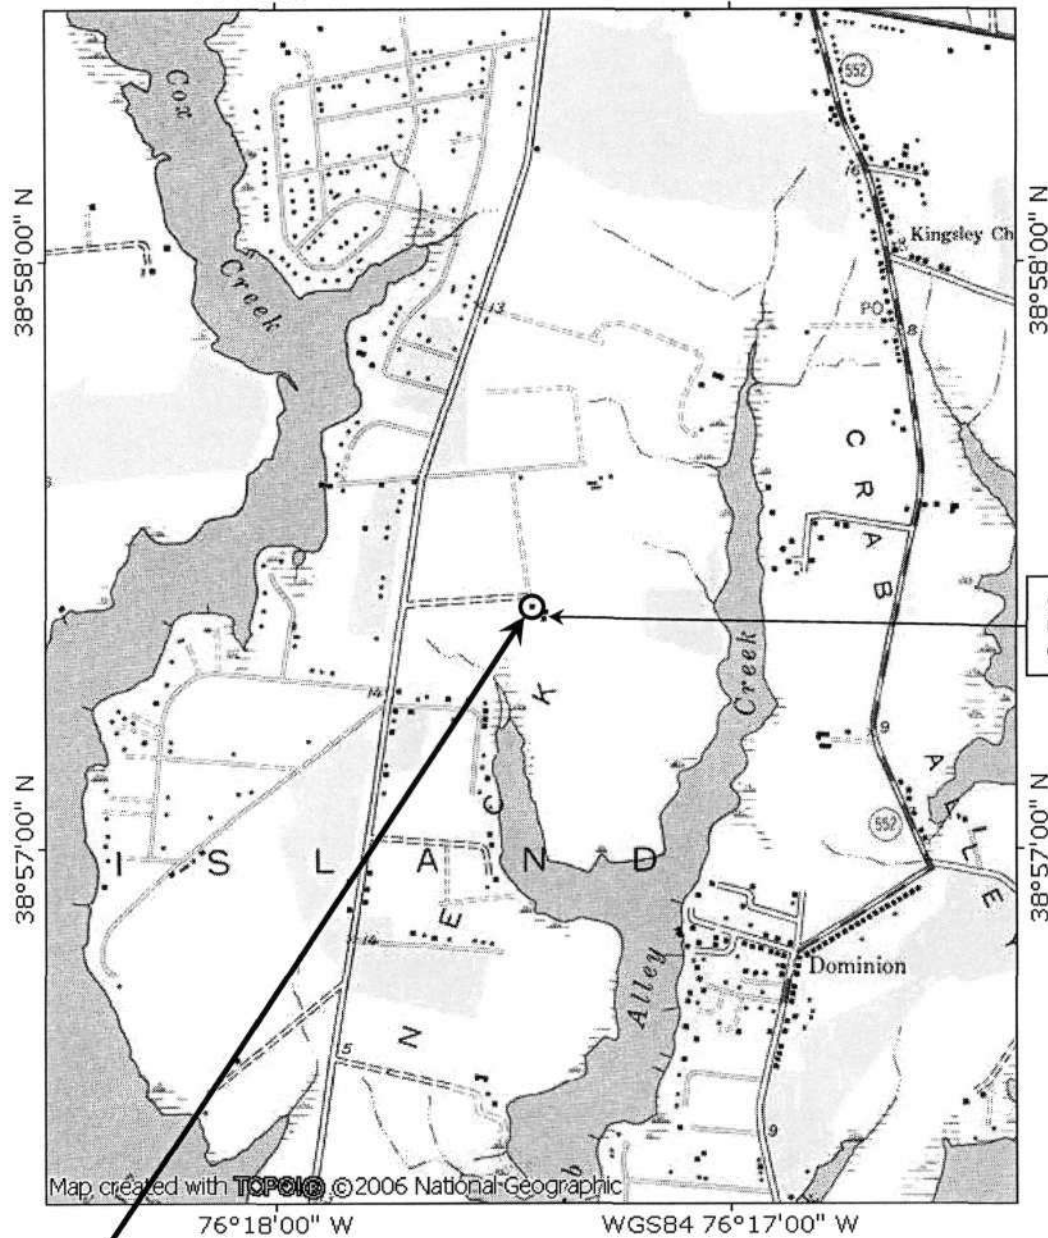 552
Cox
16
38°58'00" N
38°58'00" N
Kingsley Ch
Creek
13
PO
8
C R A B
A L L E Y
Creek
K
14
9
552
38°57'00" N
38°57'00" N
I S L A N D
E
N
14
Dominion
Alley
5
9
b
Map created with TOPO!® ©2006 National Geographic
76°18'00" W
WGS84 76°17'00" W